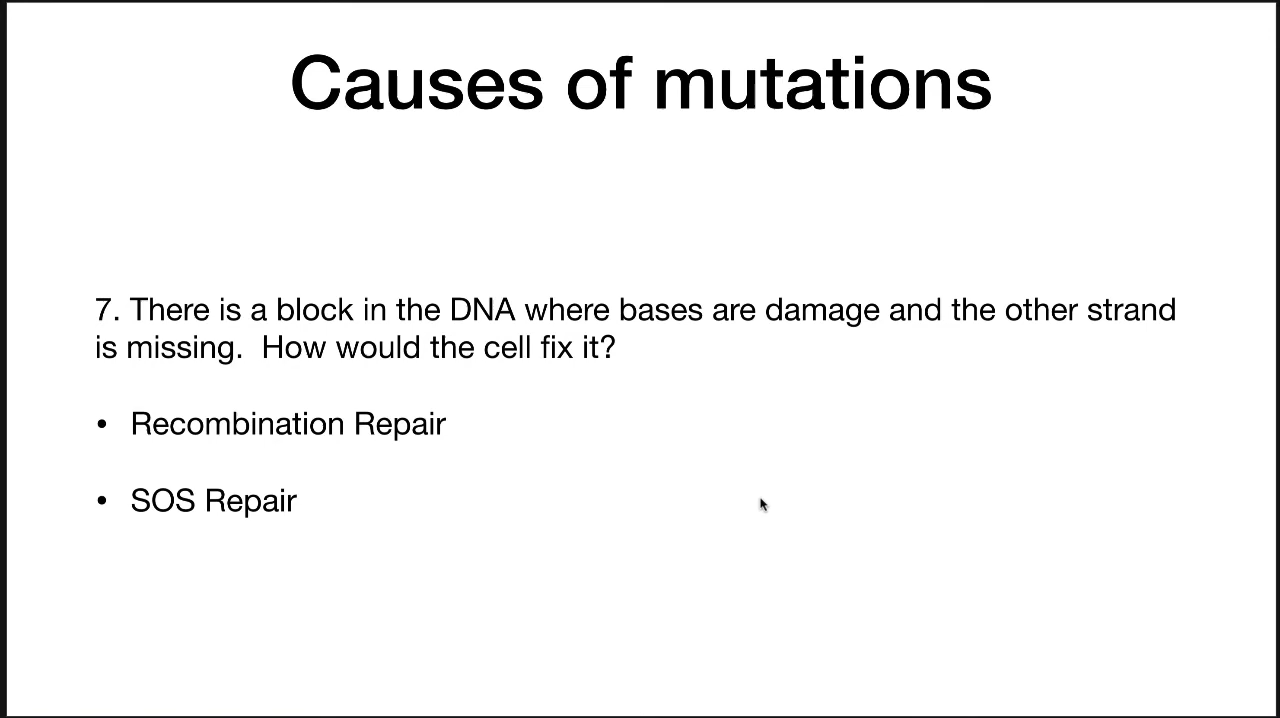 Causes of mutations
7. There is a block in the DNA where bases are damage and the other strand
is missing.  How would the cell fix it?
• Recombination Repair
• SOS Repair